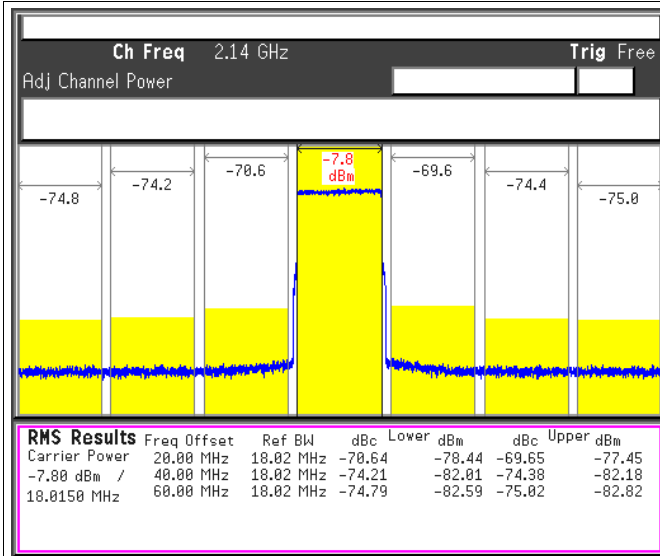 Ch Freq 2.14 GHz Trig Free
Adj Channel Power
-74.8 -74.2 -70.6 -7.8 dBm -69.6 -74.4 -75.0
RMS Results Freq Offset Ref BW dBc Lower dBm dBc Upper dBm
Carrier Power 20.00 MHz 18.02 MHz -70.64 -78.44 -69.65 -77.45
-7.80 dBm / 40.00 MHz 18.02 MHz -74.21 -82.01 -74.38 -82.18
18.0150 MHz 60.00 MHz 18.02 MHz -74.79 -82.59 -75.02 -82.82